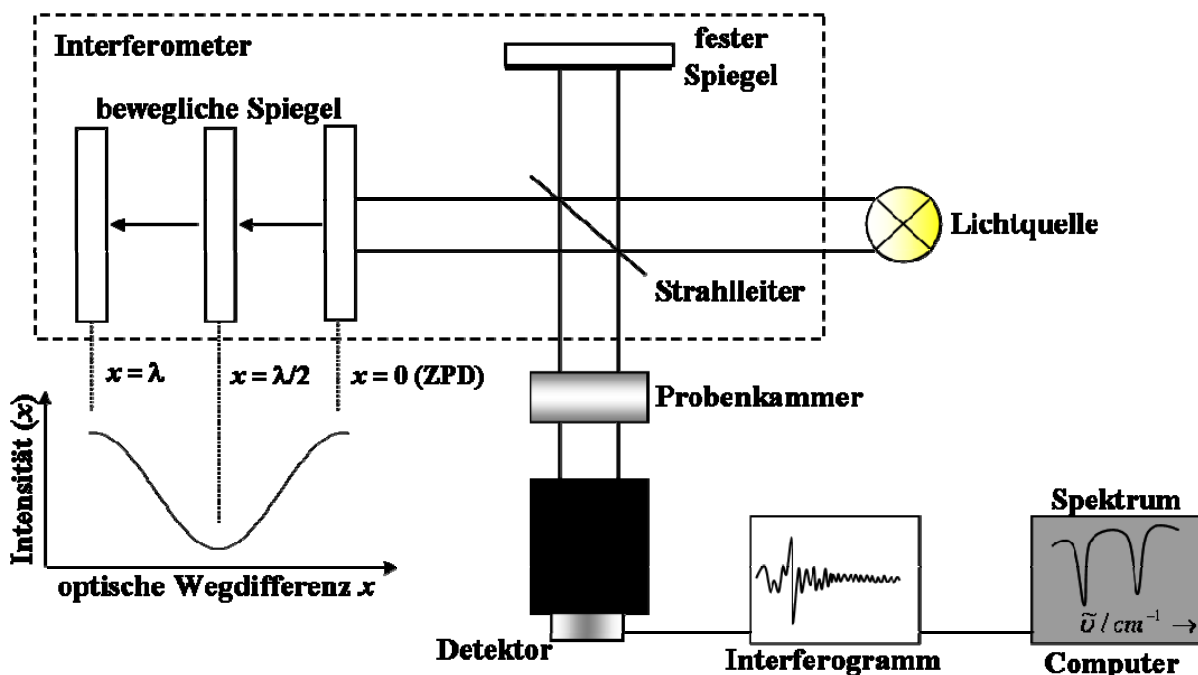 Interferometer
fester
Spiegel
bewegliche Spiegel
Lichtquelle
Strahlleiter
x = λ
x = λ/2
x = 0 (ZPD)
Probenkammer
Intensität (x)
optische Wegdifferenz x
Spektrum
ṽ / cm⁻¹ →
Detektor
Interferogramm
Computer